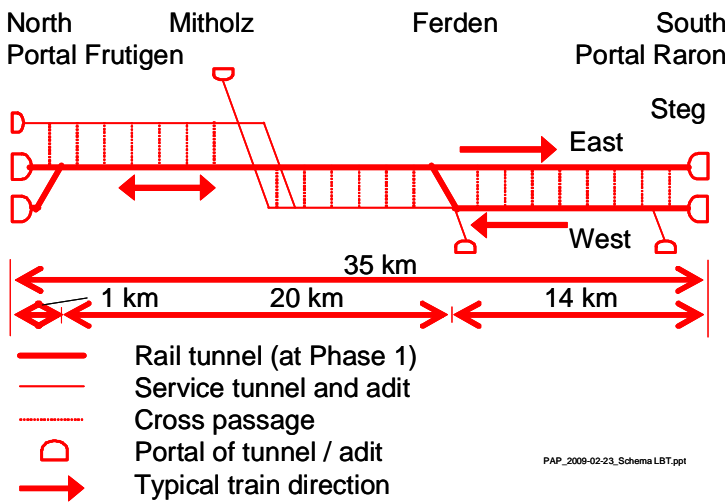 North Mitholz Ferden South
Portal Frutigen Portal Raron
Steg
East
West
35 km
1 km 20 km 14 km
Rail tunnel (at Phase 1)
Service tunnel and adit
Cross passage
Portal of tunnel / adit
Typical train direction
PAP_2009-02-23_Schema LBT.ppt